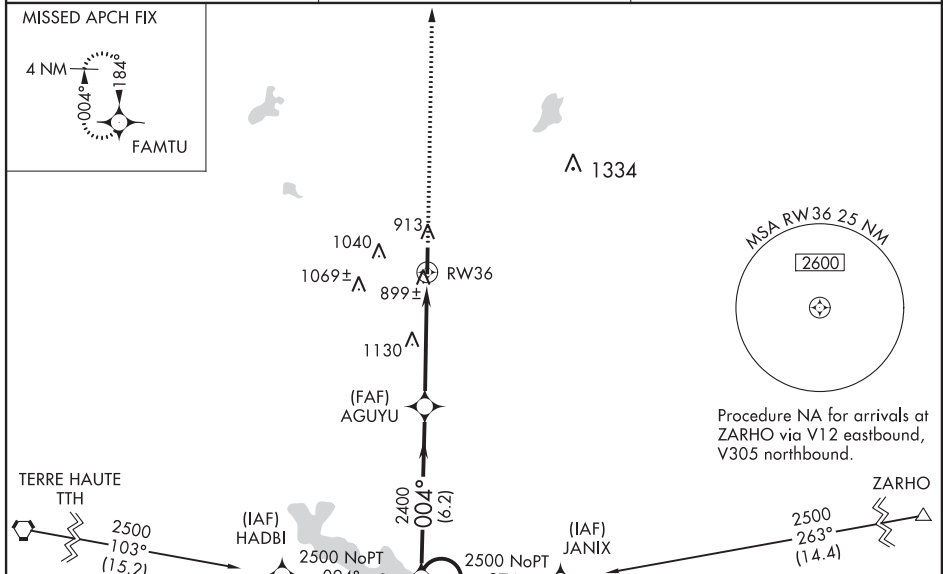 MISSED APCH FIX
4 NM
184°
004°
FAMTU
1334
913
1040
1069±
899±
RW36
1130
MSA RW36 25 NM
2600
Procedure NA for arrivals at
ZARHO via V12 eastbound,
V305 northbound.
(FAF)
AGUYU
2400
004°
(6.2)
TERRE HAUTE
TTH
2500
103°
(15.2)
(IAF)
HADBI
2500 NoPT
2500 NoPT
(IAF)
JANIX
ZARHO
2500
263°
(14.4)